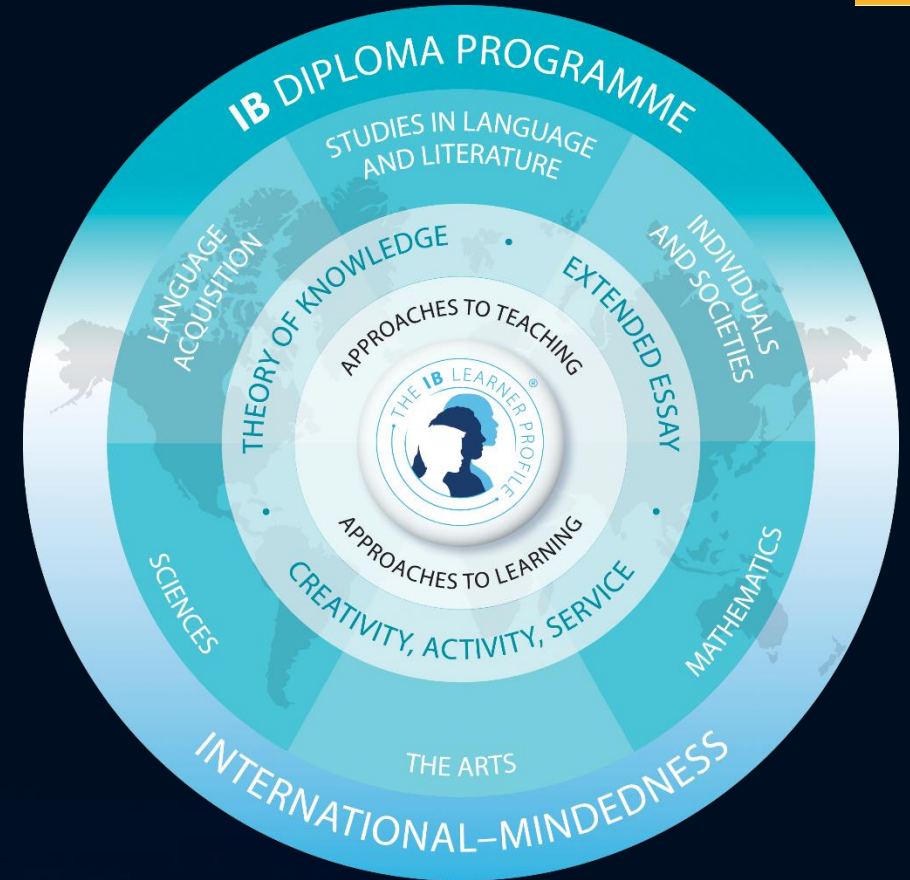 IB DIPLOMA PROGRAMME
STUDIES IN LANGUAGE
AND LITERATURE
LANGUAGE
ACQUISITION
INDIVIDUALS
AND SOCIETIES
THEORY OF KNOWLEDGE
EXTENDED ESSAY
APPROACHES TO TEACHING
THE IB LEARNER PROFILE®
APPROACHES TO LEARNING
CREATIVITY, ACTIVITY, SERVICE
SCIENCES
MATHEMATICS
THE ARTS
INTERNATIONAL–MINDEDNESS